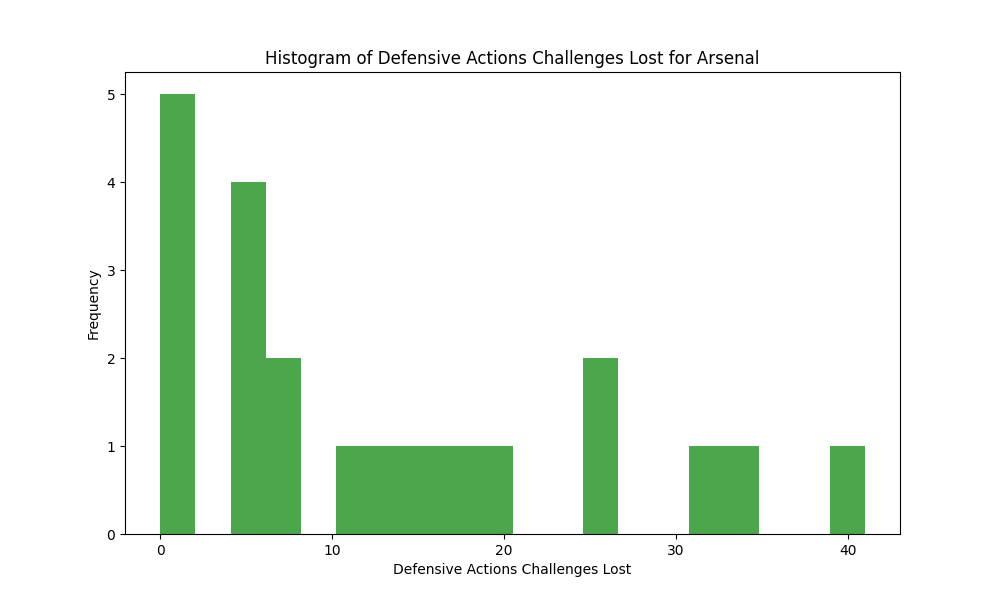 Histogram of Defensive Actions Challenges Lost for Arsenal
5
4
3
2
1
0
Frequency
0 10 20 30 40
Defensive Actions Challenges Lost